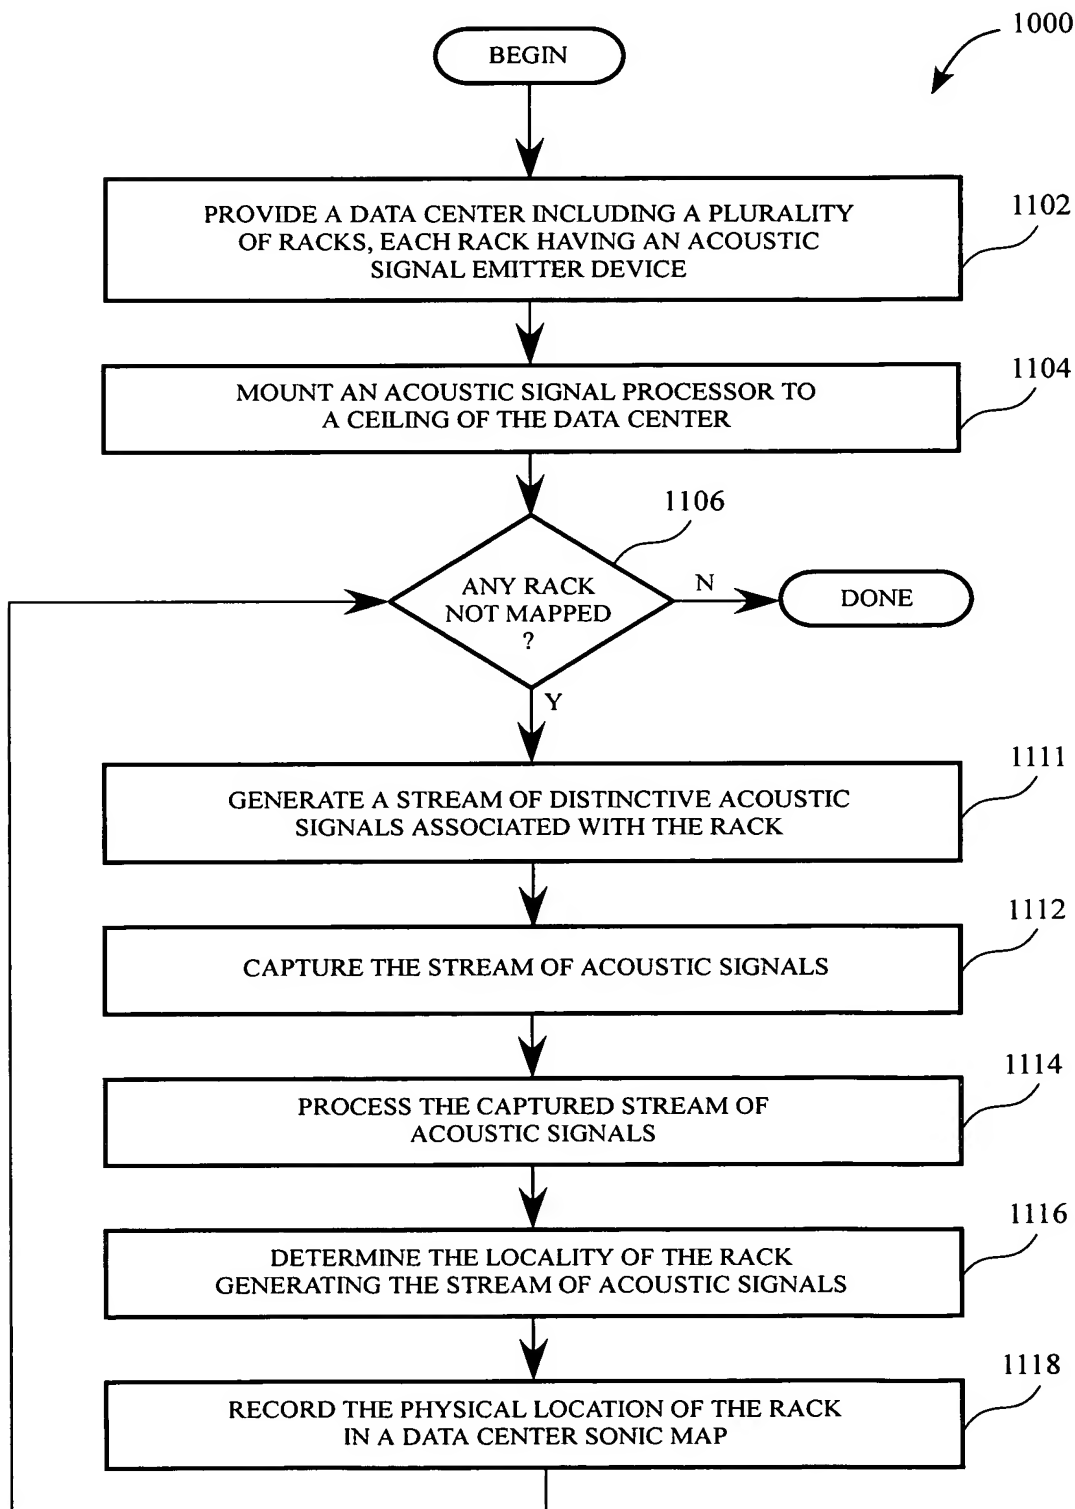 1000
BEGIN
PROVIDE A DATA CENTER INCLUDING A PLURALITY
OF RACKS, EACH RACK HAVING AN ACOUSTIC
SIGNAL EMITTER DEVICE
1102
MOUNT AN ACOUSTIC SIGNAL PROCESSOR TO
A CEILING OF THE DATA CENTER
1104
1106
ANY RACK
NOT MAPPED
?
N
DONE
Y
GENERATE A STREAM OF DISTINCTIVE ACOUSTIC
SIGNALS ASSOCIATED WITH THE RACK
1111
CAPTURE THE STREAM OF ACOUSTIC SIGNALS
1112
PROCESS THE CAPTURED STREAM OF
ACOUSTIC SIGNALS
1114
DETERMINE THE LOCALITY OF THE RACK
GENERATING THE STREAM OF ACOUSTIC SIGNALS
1116
RECORD THE PHYSICAL LOCATION OF THE RACK
IN A DATA CENTER SONIC MAP
1118